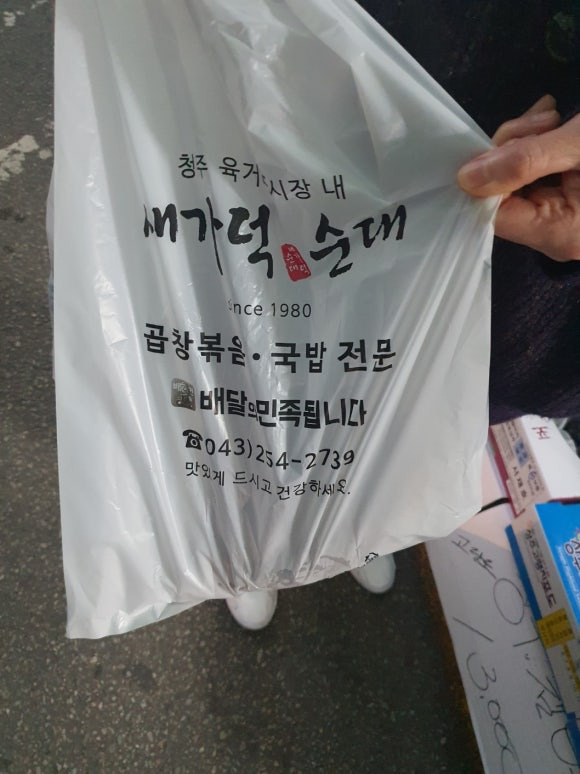 청주 육거리시장 내
새가덕 순대
since 1980
곱창볶음·국밥 전문
배달의민족됩니다
☎043)254-2739
맛있게 드시고 건강하세요.
13,000